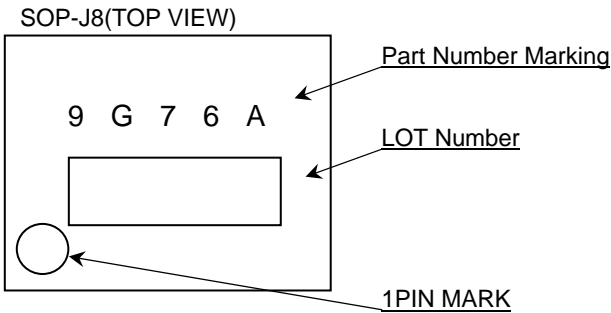 SOP-J8(TOP VIEW)
Part Number Marking
9 G 7 6 A
LOT Number
1PIN MARK